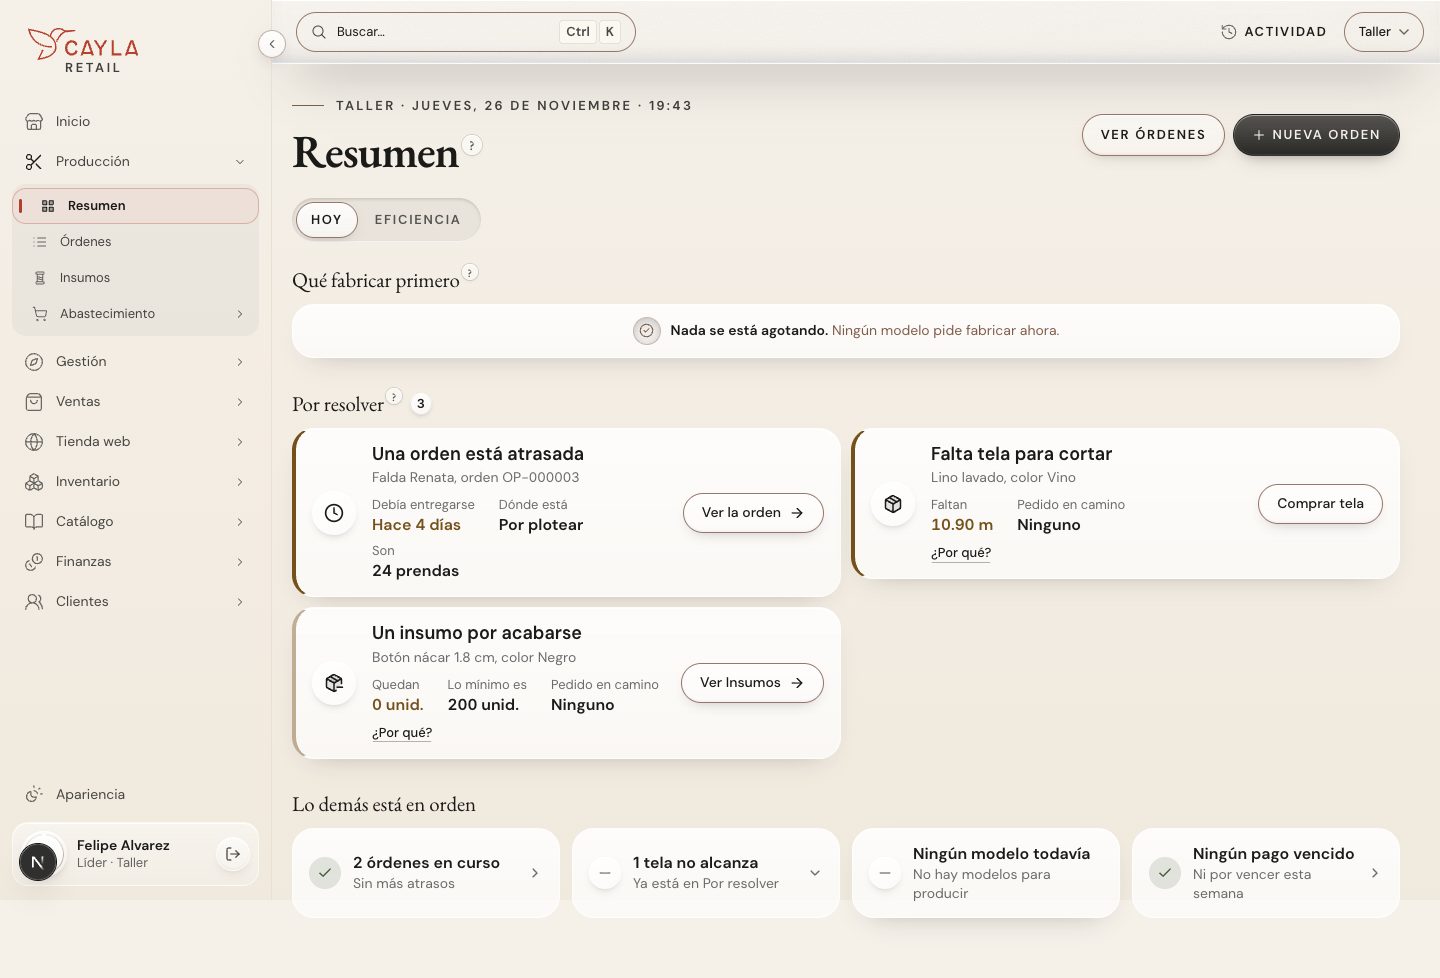 CAYLA
RETAIL
Inicio
Producción
Resumen
Órdenes
Insumos
Abastecimiento
Gestión
Ventas
Tienda web
Inventario
Catálogo
Finanzas
Clientes
Apariencia
N
Felipe Alvarez
Líder · Taller
Buscar...
Ctrl K
ACTIVIDAD
Taller
TALLER · JUEVES, 26 DE NOVIEMBRE · 19:43
Resumen ?
VER ÓRDENES
+ NUEVA ORDEN
HOY
EFICIENCIA
Qué fabricar primero ?
Nada se está agotando. Ningún modelo pide fabricar ahora.
Por resolver ? 3
Una orden está atrasada
Falda Renata, orden OP-000003
Debía entregarse Dónde está
Hace 4 días Por plotear
Son
24 prendas
Ver la orden →
Falta tela para cortar
Lino lavado, color Vino
Faltan Pedido en camino
10.90 m Ninguno
¿Por qué?
Comprar tela
Un insumo por acabarse
Botón nácar 1.8 cm, color Negro
Quedan Lo mínimo es Pedido en camino
0 unid. 200 unid. Ninguno
¿Por qué?
Ver Insumos →
Lo demás está en orden
2 órdenes en curso
Sin más atrasos
1 tela no alcanza
Ya está en Por resolver
Ningún modelo todavía
No hay modelos para
producir
Ningún pago vencido
Ni por vencer esta
semana